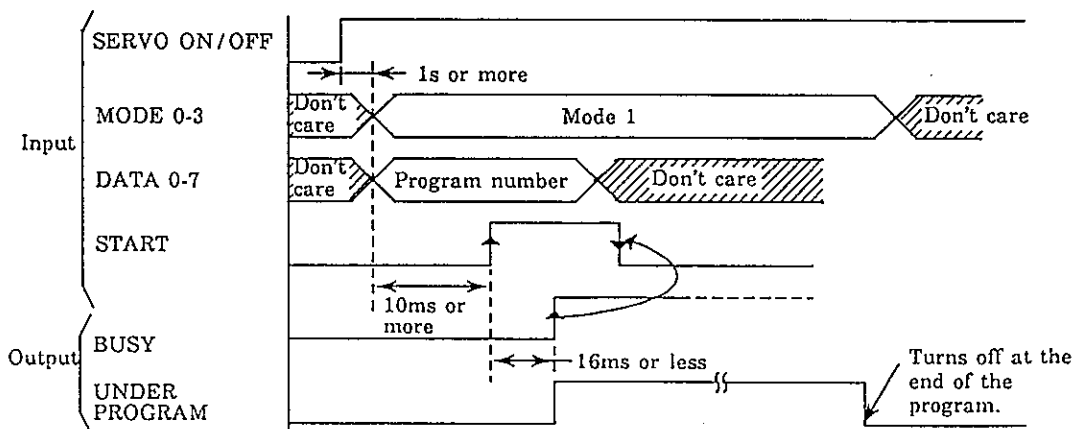 SERVO ON/OFF
1s or more
Don't
care
MODE 0-3
Mode 1
Don't care
Input
Don't
care
DATA 0-7
Program number
Don't care
START
10ms or
more
BUSY
Output
16ms or less
UNDER
PROGRAM
Turns off at the
end of the
program.